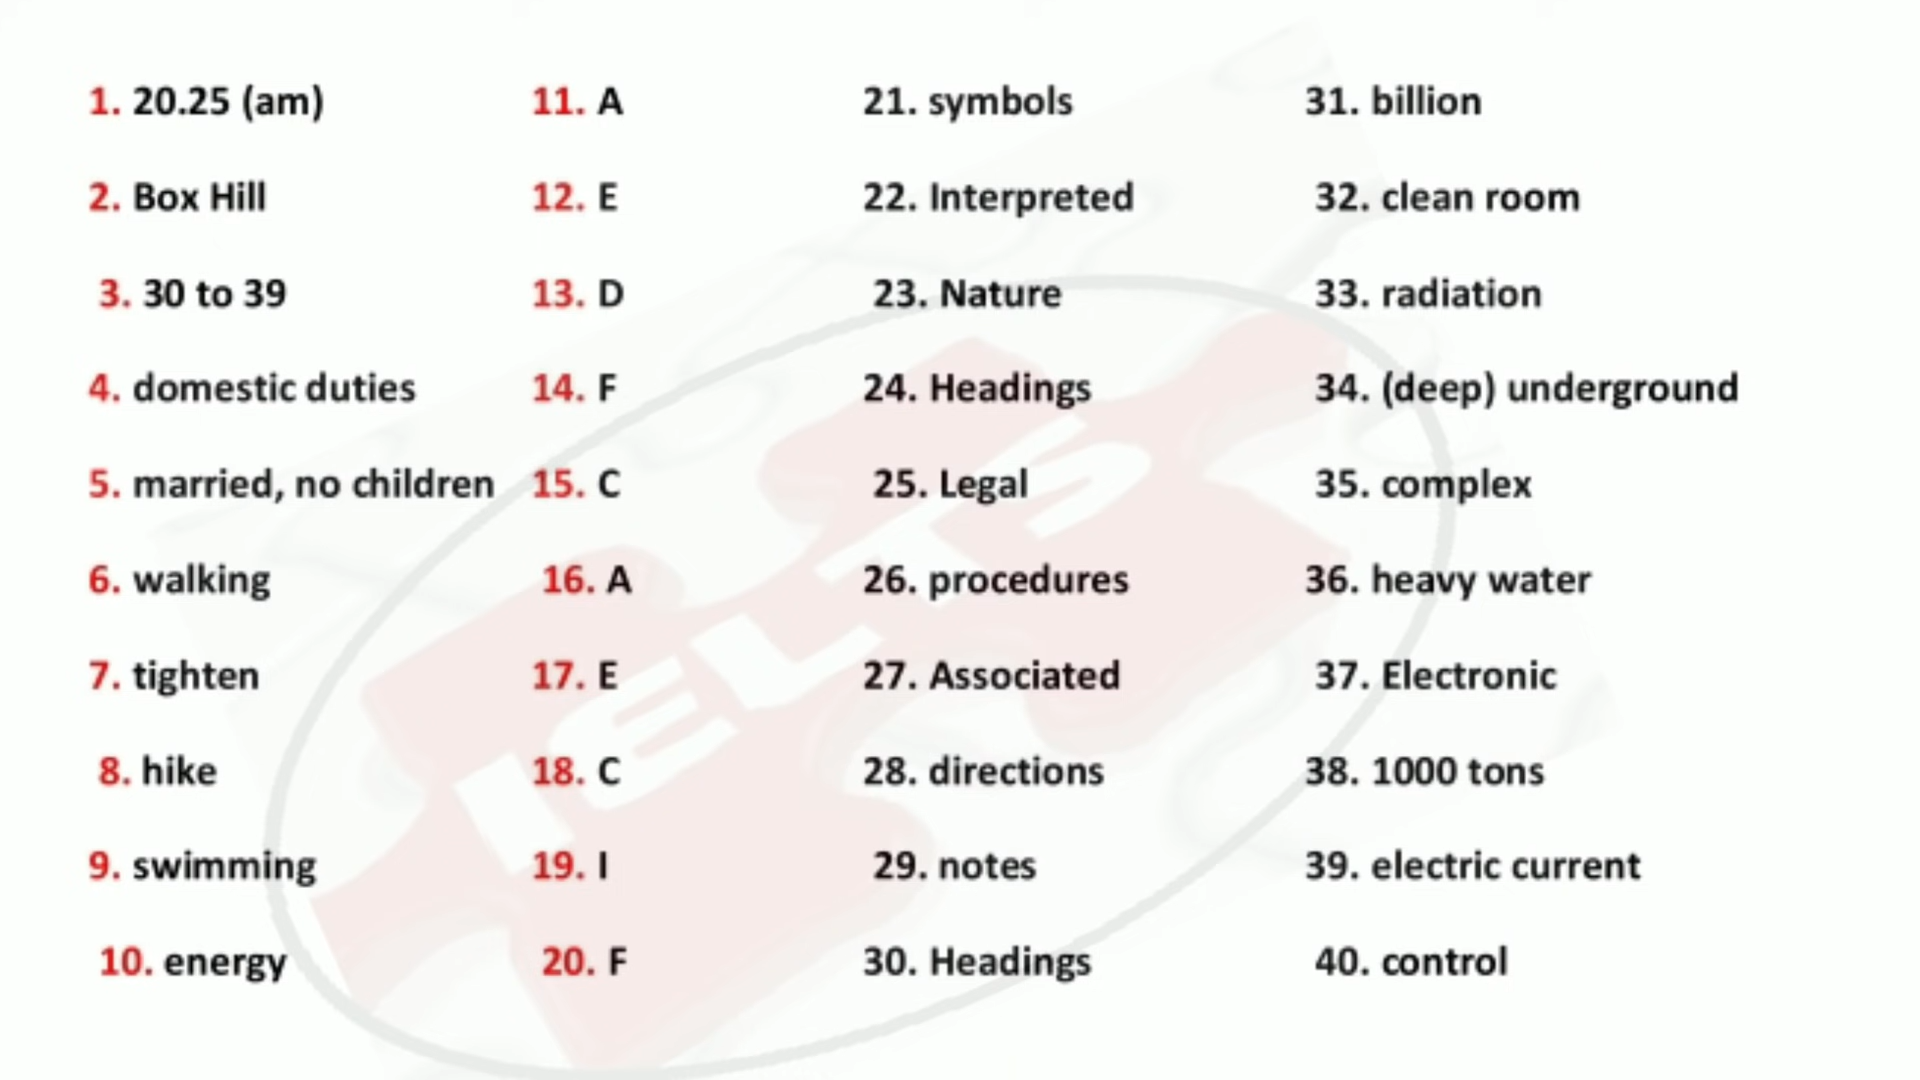 1. 20.25 (am)
2. Box Hill
3. 30 to 39
4. domestic duties
5. married, no children
6. walking
7. tighten
8. hike
9. swimming
10. energy
11. A
12. E
13. D
14. F
15. C
16. A
17. E
18. C
19. I
20. F
21. symbols
22. Interpreted
23. Nature
24. Headings
25. Legal
26. procedures
27. Associated
28. directions
29. notes
30. Headings
31. billion
32. clean room
33. radiation
34. (deep) underground
35. complex
36. heavy water
37. Electronic
38. 1000 tons
39. electric current
40. control
IELTS